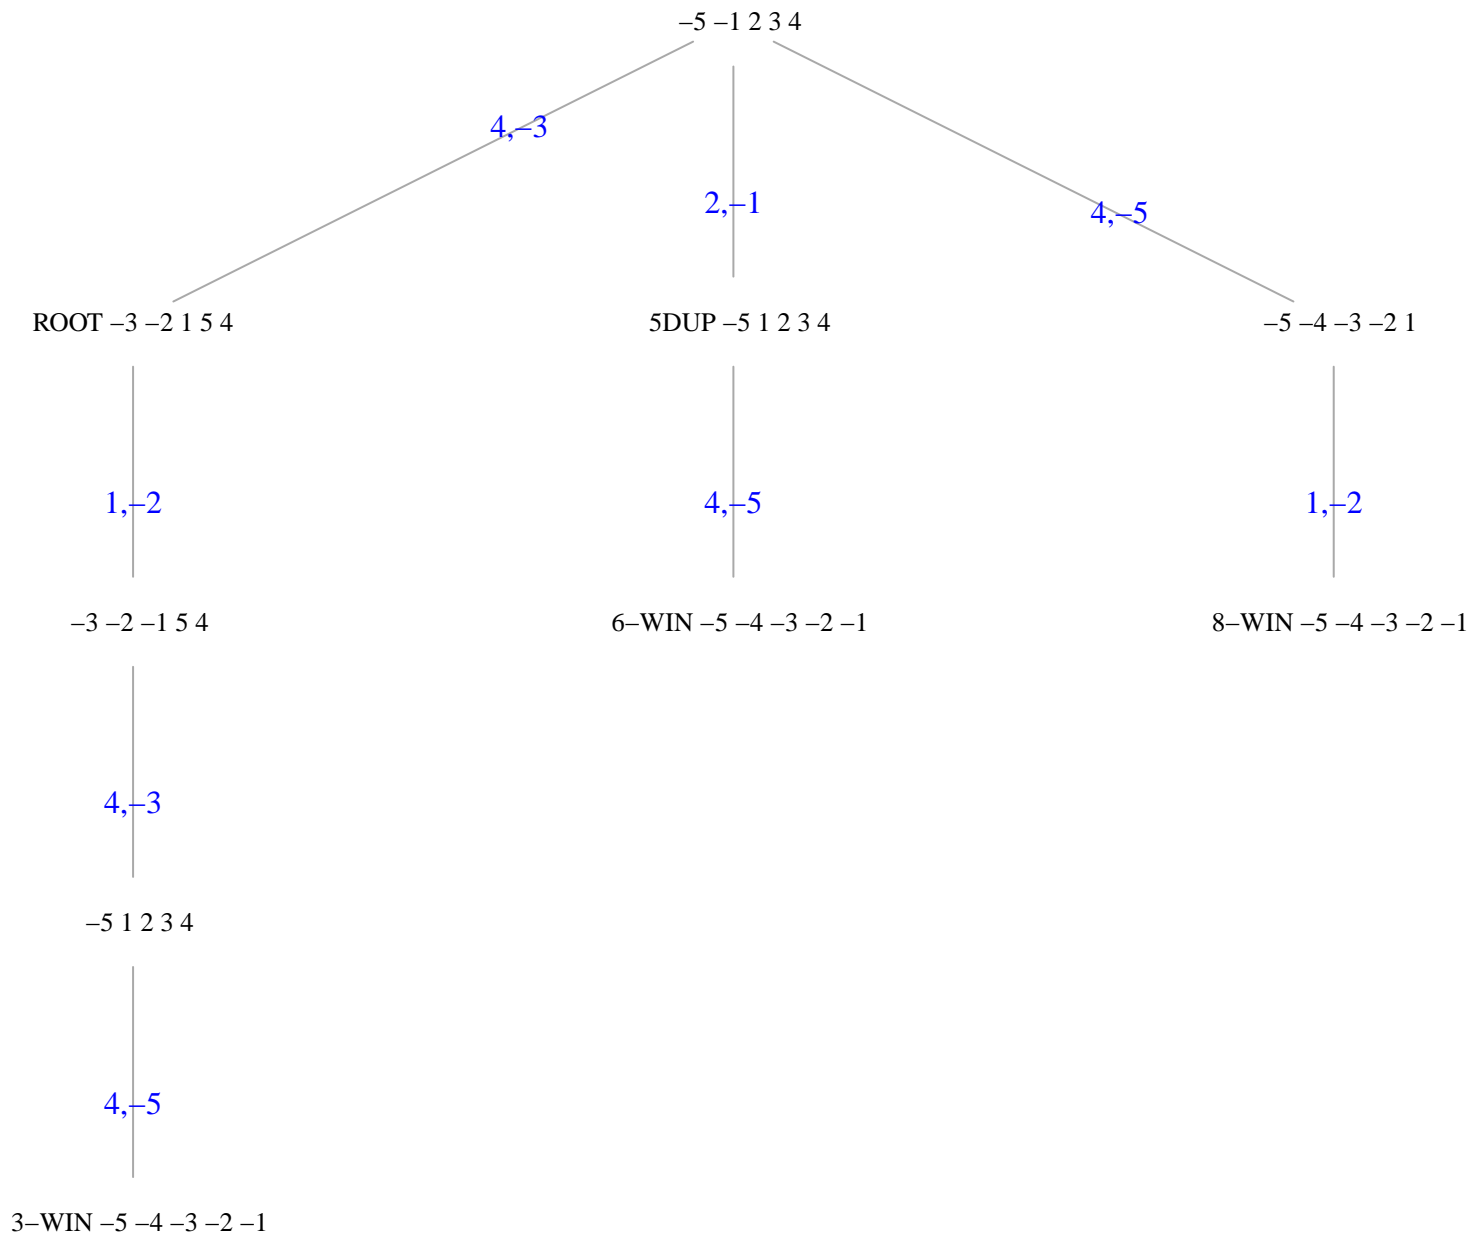 –5 –1 2 3 4
4,–3
2,–1
4,–5
ROOT –3 –2 1 5 4
5DUP –5 1 2 3 4
–5 –4 –3 –2 1
1,–2
4,–5
1,–2
–3 –2 –1 5 4
6–WIN –5 –4 –3 –2 –1
8–WIN –5 –4 –3 –2 –1
4,–3
–5 1 2 3 4
4,–5
3–WIN –5 –4 –3 –2 –1